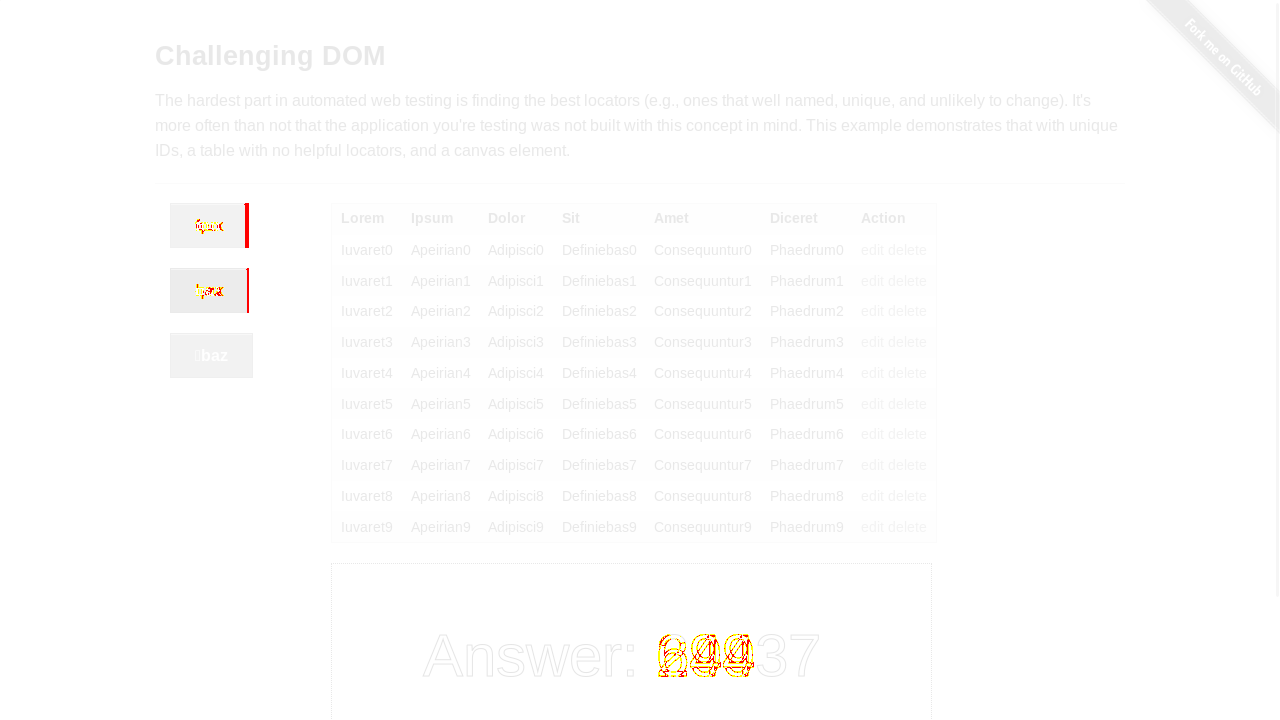 Fork me on GitHub
Challenging DOM
The hardest part in automated web testing is finding the best locators (e.g., ones that well named, unique, and unlikely to change). It's
more often than not that the application you're testing was not built with this concept in mind. This example demonstrates that with unique
IDs, a table with no helpful locators, and a canvas element.
baz
Lorem Ipsum Dolor Sit Amet Diceret Action
Iuvaret0 Apeirian0 Adipisci0 Definiebas0 Consequuntur0 Phaedrum0 edit delete
Iuvaret1 Apeirian1 Adipisci1 Definiebas1 Consequuntur1 Phaedrum1 edit delete
Iuvaret2 Apeirian2 Adipisci2 Definiebas2 Consequuntur2 Phaedrum2 edit delete
Iuvaret3 Apeirian3 Adipisci3 Definiebas3 Consequuntur3 Phaedrum3 edit delete
Iuvaret4 Apeirian4 Adipisci4 Definiebas4 Consequuntur4 Phaedrum4 edit delete
Iuvaret5 Apeirian5 Adipisci5 Definiebas5 Consequuntur5 Phaedrum5 edit delete
Iuvaret6 Apeirian6 Adipisci6 Definiebas6 Consequuntur6 Phaedrum6 edit delete
Iuvaret7 Apeirian7 Adipisci7 Definiebas7 Consequuntur7 Phaedrum7 edit delete
Iuvaret8 Apeirian8 Adipisci8 Definiebas8 Consequuntur8 Phaedrum8 edit delete
Iuvaret9 Apeirian9 Adipisci9 Definiebas9 Consequuntur9 Phaedrum9 edit delete
Answer: